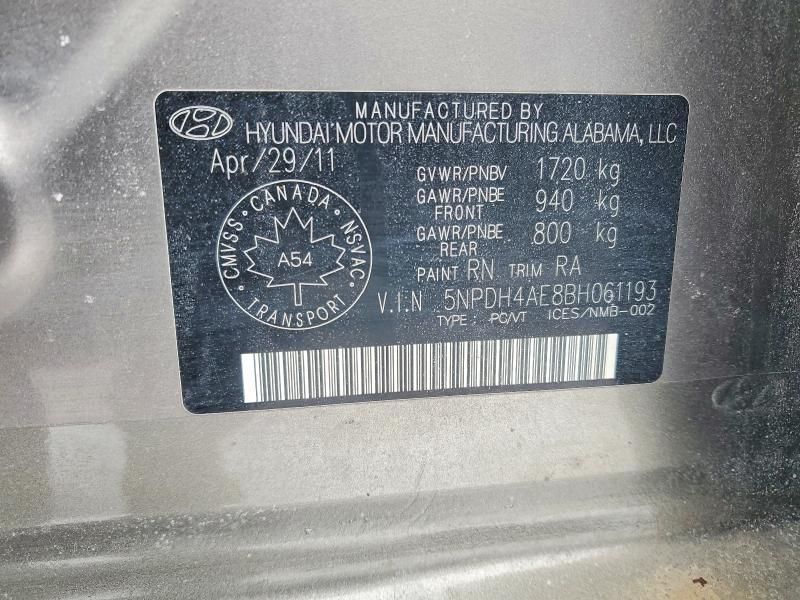 MANUFACTURED BY
HYUNDAI MOTOR MANUFACTURING ALABAMA, LLC
Apr/29/11
GVWR/PNBV 1720 kg
GAWR/PNBE FRONT 940 kg
GAWR/PNBE REAR 800 kg
PAINT RN TRIM RA
V.I.N 5NPDH4AE8BH061193
TYPE : PC/VT ICES/NMB-002
CMVSS · CANADA · NSVAC
A54
TRANSPORT